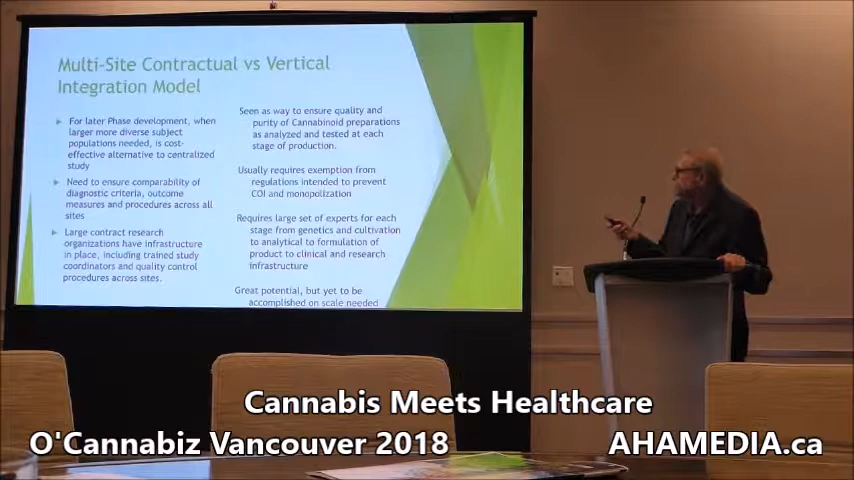 Multi-Site Contractual vs Vertical
Integration Model
For later Phase development, when
larger more diverse subject
populations needed, is cost-
effective alternative to centralized
study
Need to ensure comparability of
diagnostic criteria, outcome
measures and procedures across all
sites
Large contract research
organizations have infrastructure
in place, including trained study
coordinators and quality control
procedures across sites.
Seen as way to ensure quality and
purity of Cannabinoid preparations
as analyzed and tested at each
stage of production.
Usually requires exemption from
regulations intended to prevent
COI and monopolization
Requires large set of experts for each
stage from genetics and cultivation
to analytical to formulation of
product to clinical and research
infrastructure
Great potential, but yet to be
accomplished on scale needed
Cannabis Meets Healthcare
O'Cannabiz Vancouver 2018
AHAMEDIA.ca